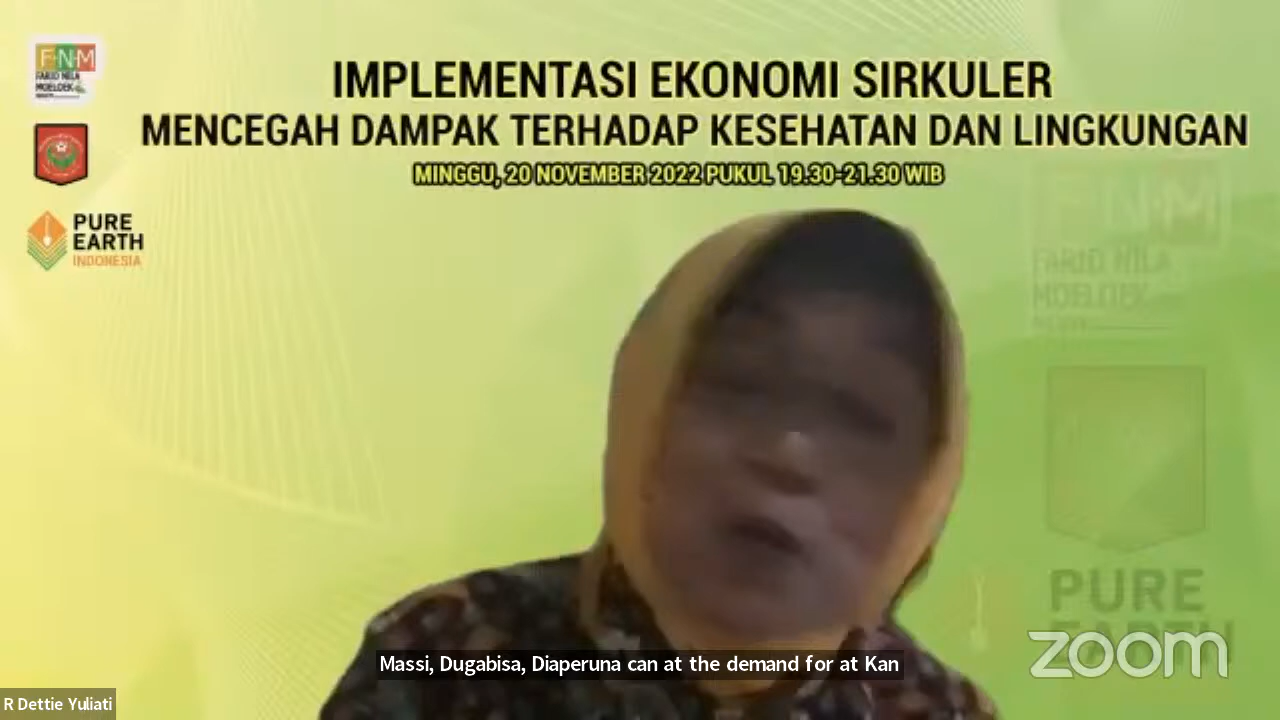 F·N·M
FARID NILA
MOELOEK
IMPLEMENTASI EKONOMI SIRKULER
MENCEGAH DAMPAK TERHADAP KESEHATAN DAN LINGKUNGAN
MINGGU, 20 NOVEMBER 2022 PUKUL 19.30-21.30 WIB
PURE
EARTH
INDONESIA
F·N·M
FARID NILA
MOELOEK
PURE
EARTH
zoom
Massi, Dugabisa, Diaperuna can at the demand for at Kan
R Dettie Yuliati